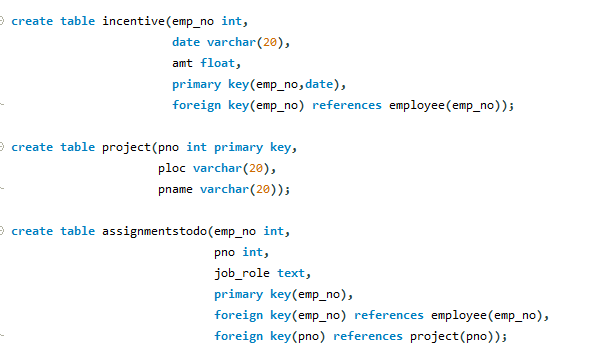 create table incentive(emp_no int,
date varchar(20),
amt float,
primary key(emp_no,date),
foreign key(emp_no) references employee(emp_no));
create table project(pno int primary key,
ploc varchar(20),
pname varchar(20));
create table assignmentstodo(emp_no int,
pno int,
job_role text,
primary key(emp_no),
foreign key(emp_no) references employee(emp_no),
foreign key(pno) references project(pno));